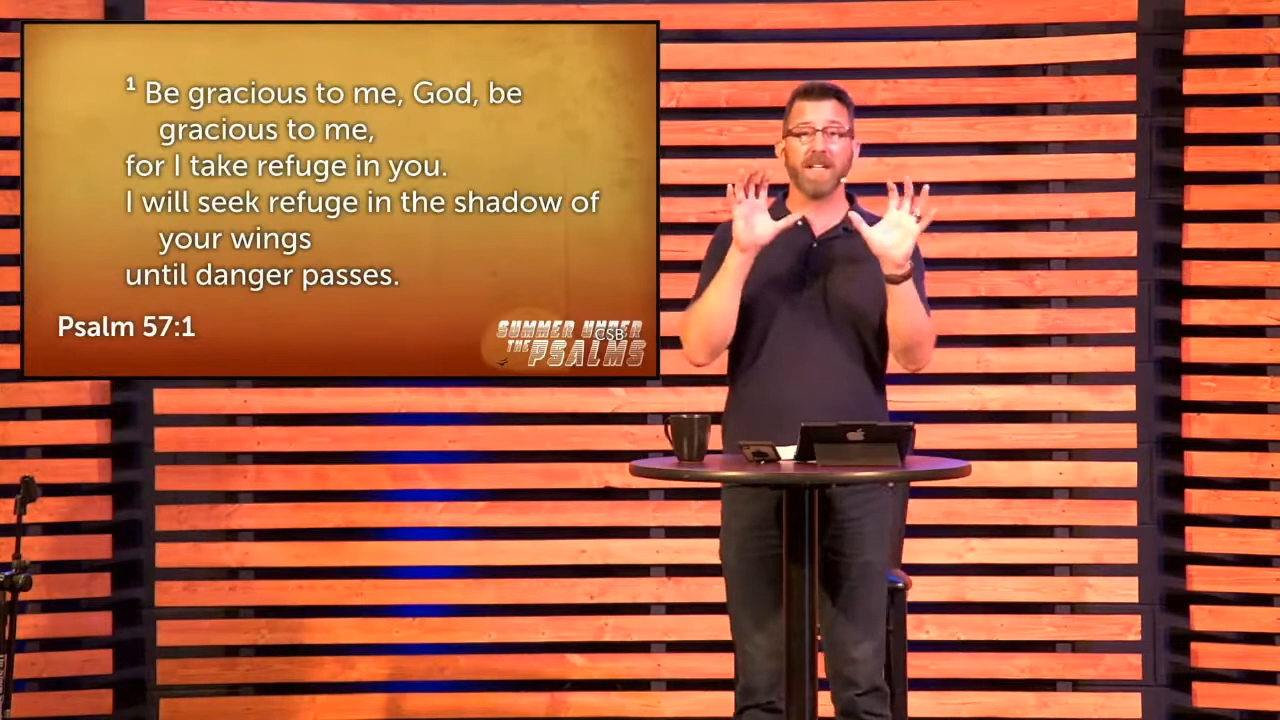 1 Be gracious to me, God, be
gracious to me,
for I take refuge in you.
I will seek refuge in the shadow of
your wings
until danger passes.
Psalm 57:1
SUMMER UNDER
CSB
THE PSALMS